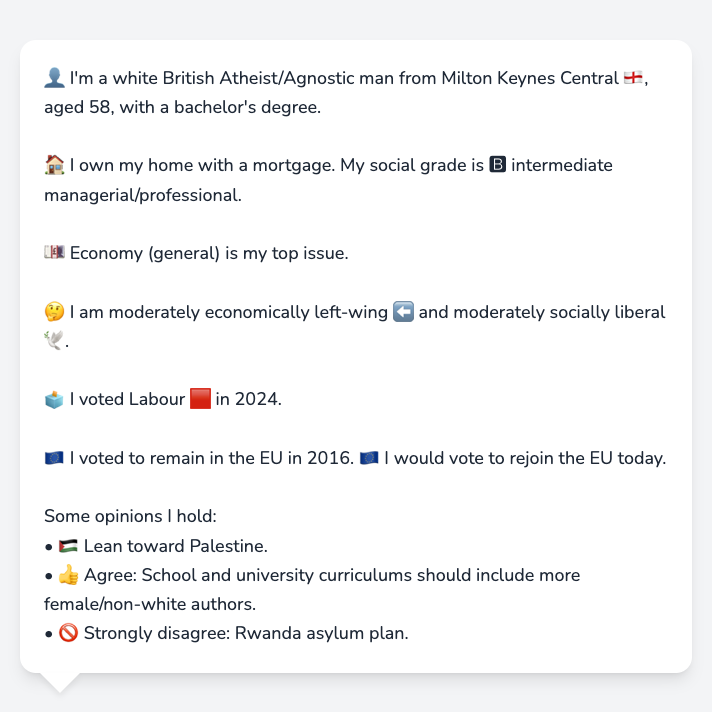 👤 I'm a white British Atheist/Agnostic man from Milton Keynes Central 🏴󠁧󠁢󠁥󠁮󠁧󠁿,
aged 58, with a bachelor's degree.
🏠 I own my home with a mortgage. My social grade is 🅱 intermediate
managerial/professional.
💷 Economy (general) is my top issue.
🤔 I am moderately economically left-wing ⬅️ and moderately socially liberal
🕊️.
🗳️ I voted Labour 🟥 in 2024.
🇪🇺 I voted to remain in the EU in 2016. 🇪🇺 I would vote to rejoin the EU today.
Some opinions I hold:
• 🇵🇸 Lean toward Palestine.
• 👍 Agree: School and university curriculums should include more
female/non-white authors.
• 🚫 Strongly disagree: Rwanda asylum plan.